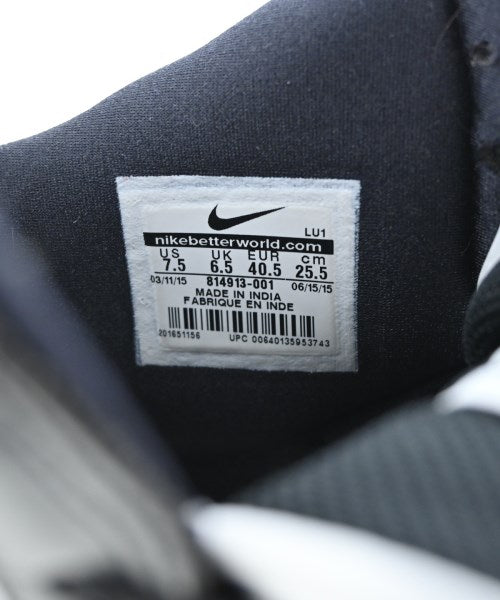 LU1
nikebetterworld.com
US UK EUR cm
7.5 6.5 40.5 25.5
03/11/15 814913-001 06/15/15
MADE IN INDIA
FABRIQUE EN INDE
201651156 UPC 00640135953743